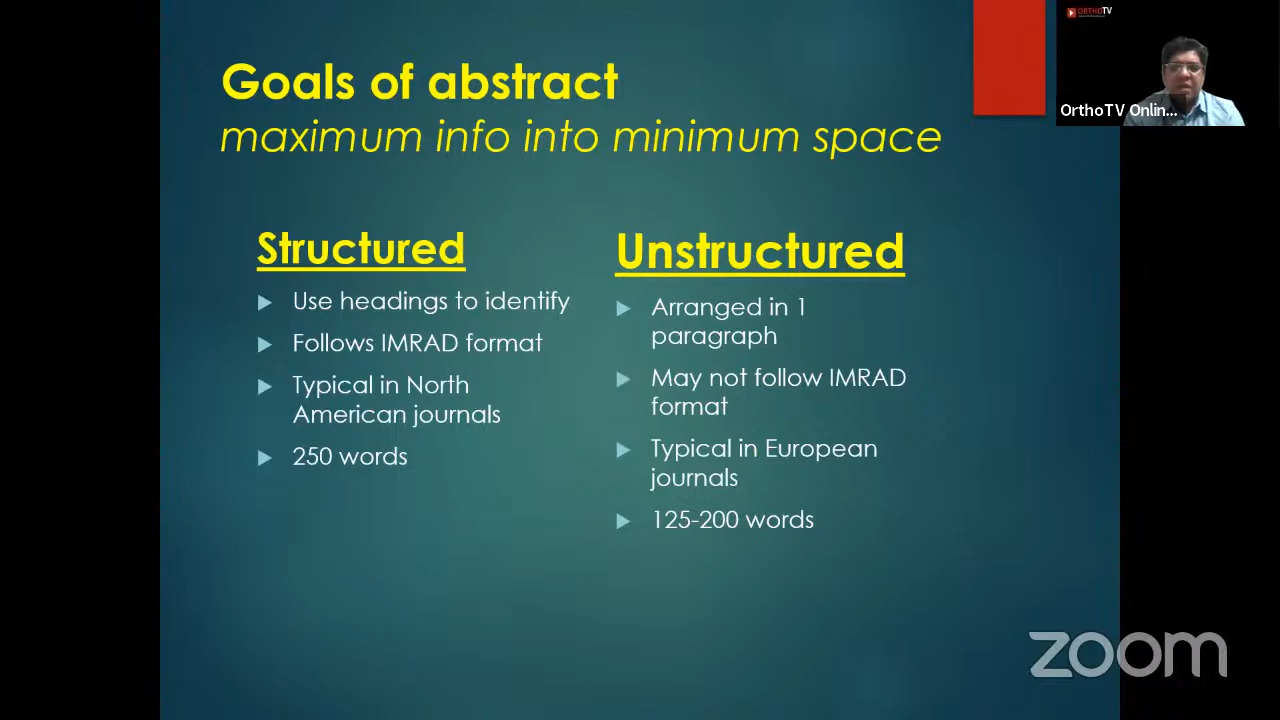 Goals of abstract
maximum info into minimum space
Structured
Use headings to identify
Follows IMRAD format
Typical in North
American journals
250 words
Unstructured
Arranged in 1
paragraph
May not follow IMRAD
format
Typical in European
journals
125-200 words
ORTHOTV
OrthoTV Onlin...
zoom